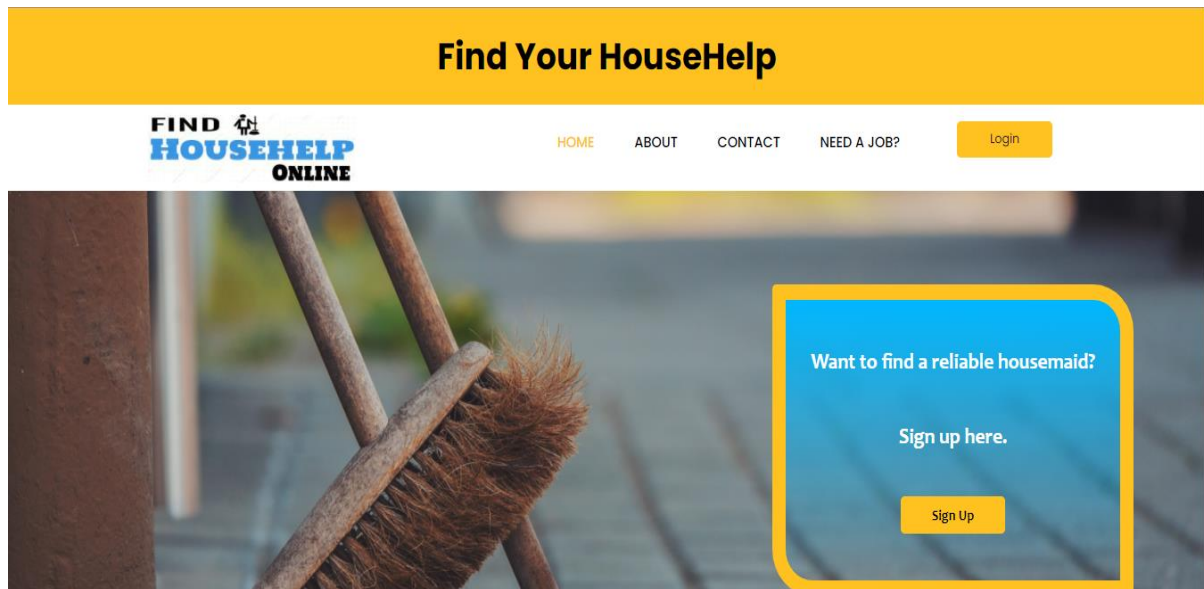 Find Your HouseHelp
FIND
HOUSEHELP
ONLINE
HOME ABOUT CONTACT NEED A JOB? Login
Want to find a reliable housemaid?
Sign up here.
Sign Up